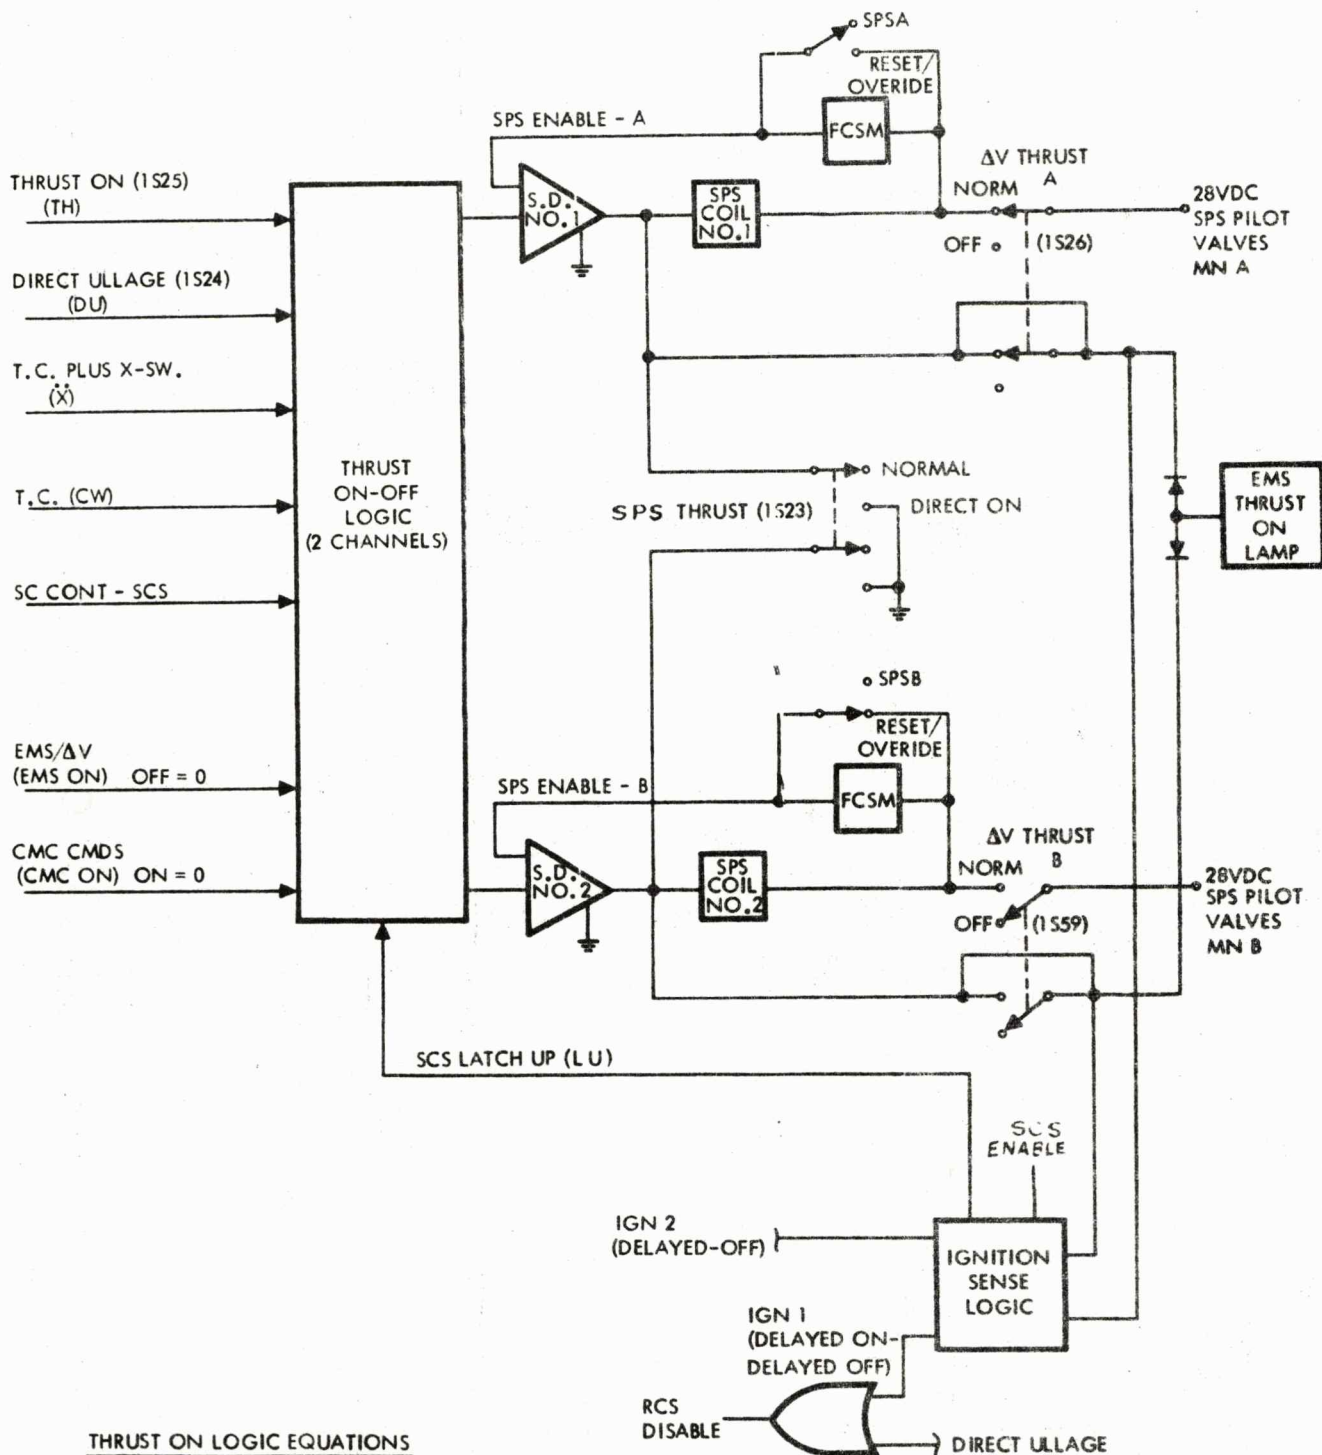 SPSA
RESET/
OVERIDE
SPS ENABLE - A
FCSM
ΔV THRUST
A
NORM
THRUST ON (1S25)
(TH)
S.D.
NO.1
SPS
COIL
NO.1
28VDC
SPS PILOT
VALVES
MN A
OFF
(1S26)
DIRECT ULLAGE (1S24)
(DU)
T.C. PLUS X-SW.
(Ẍ)
THRUST
ON-OFF
LOGIC
(2 CHANNELS)
NORMAL
SPS THRUST (1S23)
DIRECT ON
EMS
THRUST
ON
LAMP
T.C. (CW)
SC CONT - SCS
SPSB
RESET/
OVERIDE
EMS/ΔV
(EMS ON) OFF = 0
SPS ENABLE - B
FCSM
ΔV THRUST
B
NORM
CMC CMDS
(CMC ON) ON = 0
S.D.
NO.2
SPS
COIL
NO.2
28VDC
SPS PILOT
VALVES
MN B
OFF
(1S59)
SCS LATCH UP (LU)
SCS
ENABLE
IGN 2
(DELAYED-OFF)
IGNITION
SENSE
LOGIC
IGN 1
(DELAYED ON-
DELAYED OFF)
RCS
DISABLE
DIRECT ULLAGE
THRUST ON LOGIC EQUATIONS